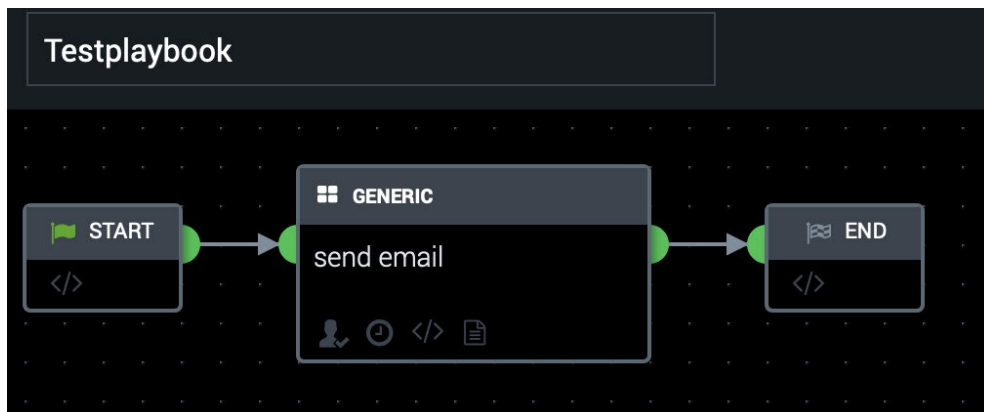 Testplaybook
GENERIC
START
send email
END
</>
</>
</>